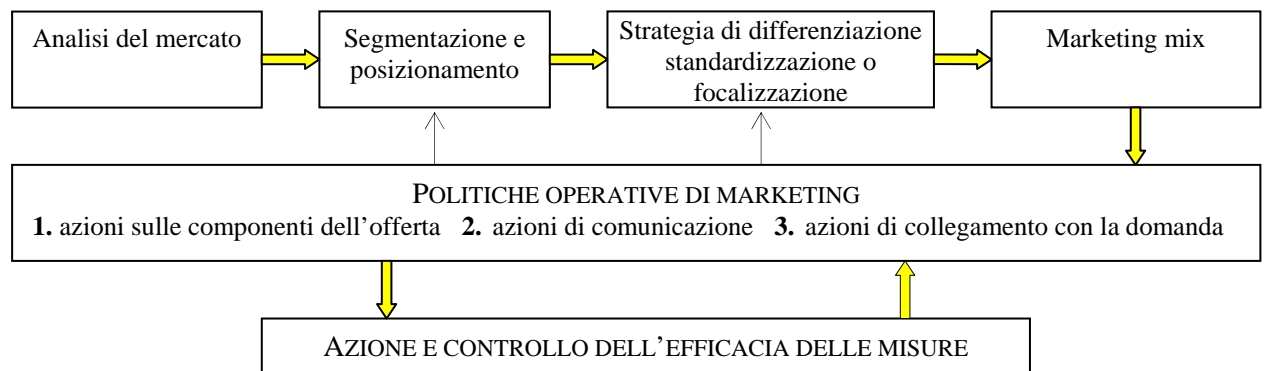 Analisi del mercato
Segmentazione e
posizionamento
Strategia di differenziazione
standardizzazione o
focalizzazione
Marketing mix
POLITICHE OPERATIVE DI MARKETING
1. azioni sulle componenti dell’offerta 2. azioni di comunicazione 3. azioni di collegamento con la domanda
AZIONE E CONTROLLO DELL’EFFICACIA DELLE MISURE